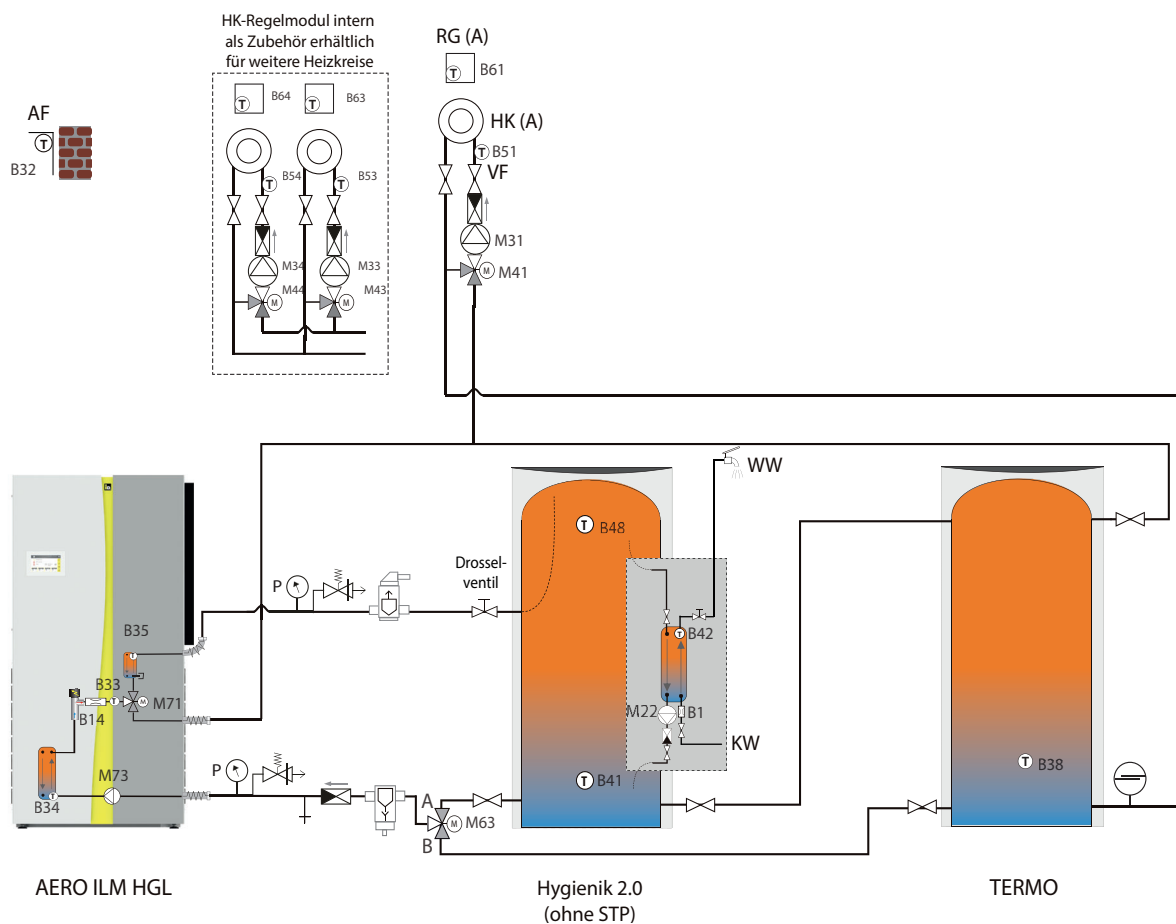 HK-Regelmodul intern
als Zubehör erhältlich
für weitere Heizkreise
RG (A)
B61
B64
B63
AF
B32
HK (A)
B51
VF
B54
B53
M31
M34
M33
M41
M44
M43
WW
B48
Drossel-
ventil
P
B42
B35
B33
M71
B14
M22
B1
KW
M73
P
B41
B38
B34
A
M63
B
AERO ILM HGL
Hygienik 2.0
(ohne STP)
TERMO